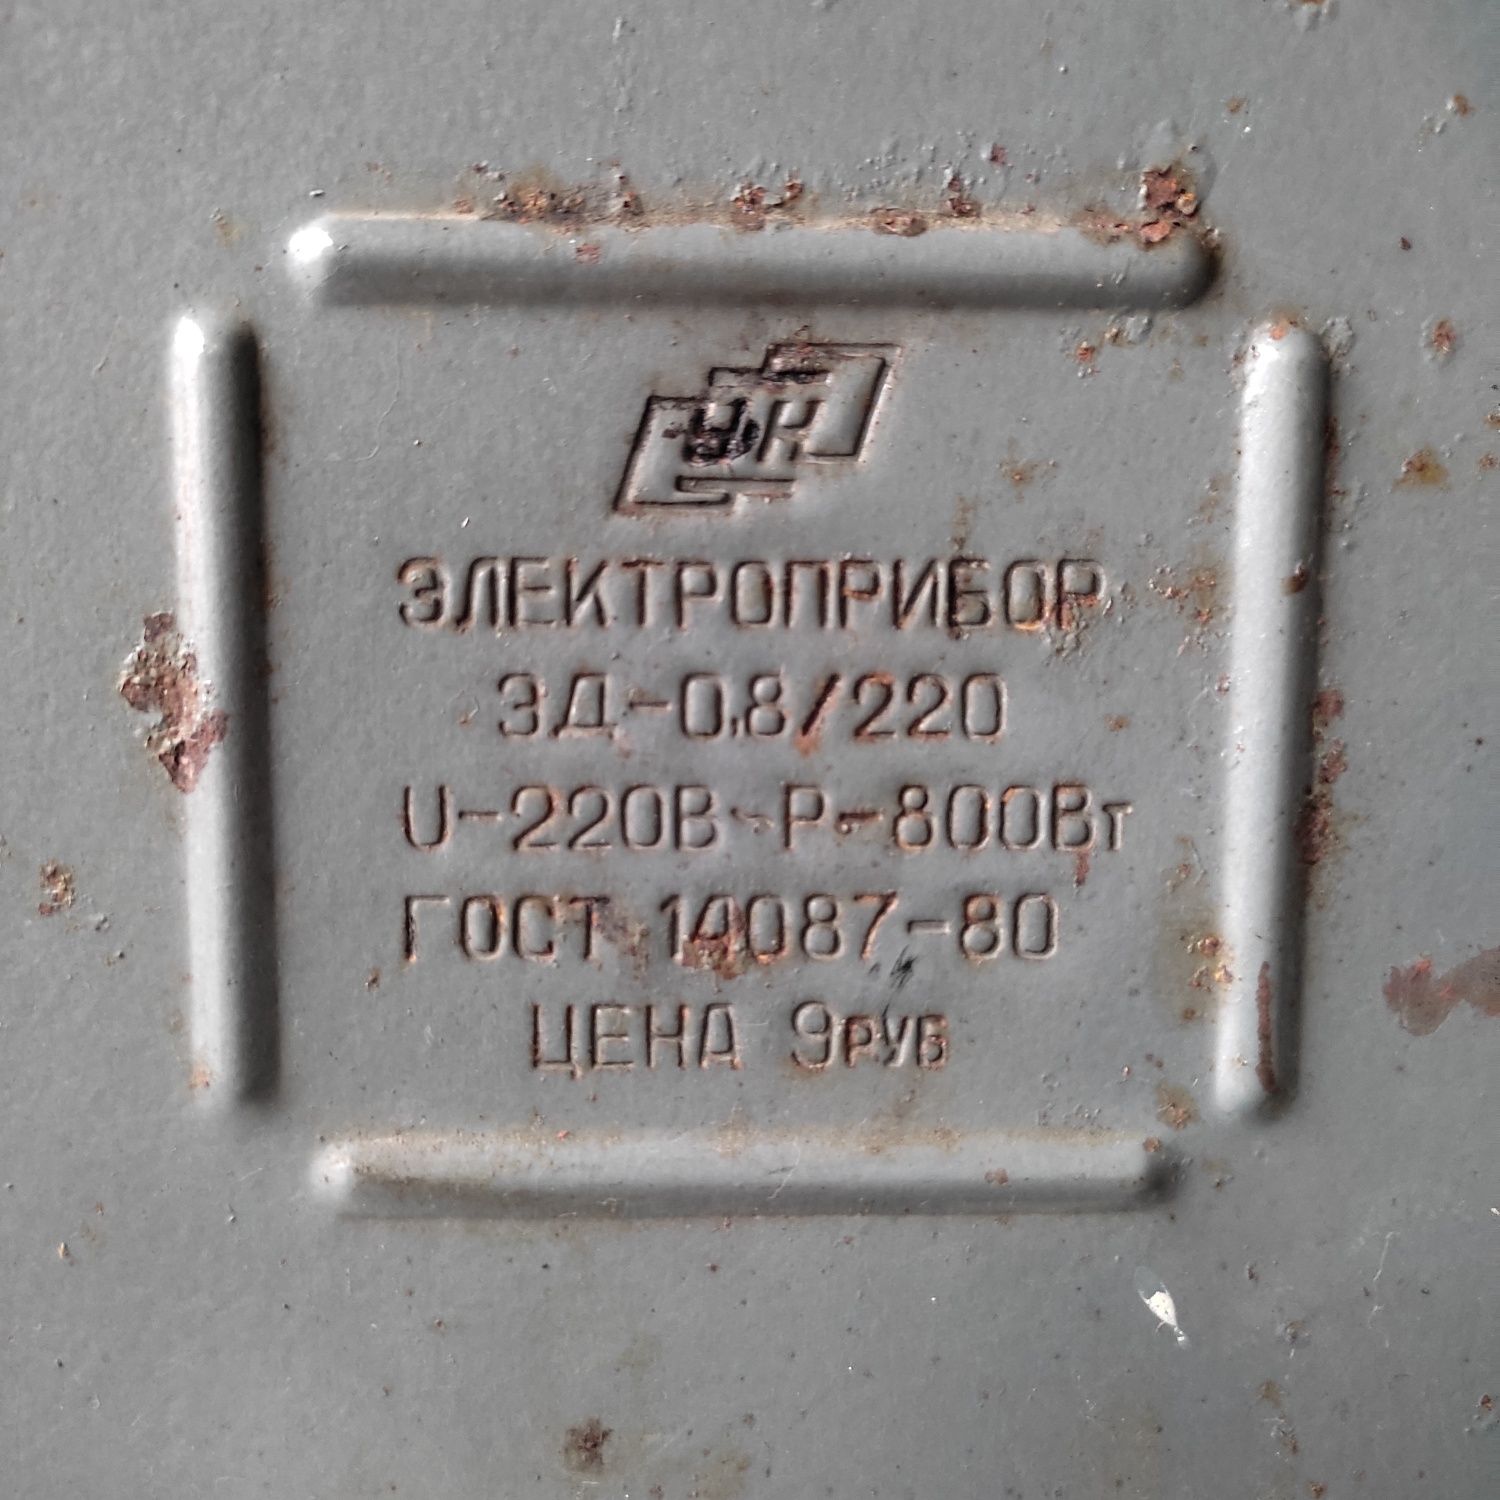 УК
ЭЛЕКТРОПРИБОР
ЭД-0,8/220
U-220В~P-800Вт
ГОСТ 14087-80
ЦЕНА 9РУБ